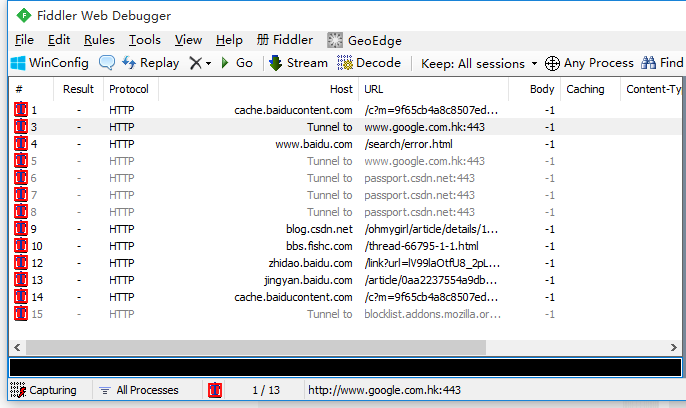 Fiddler Web Debugger
File Edit Rules Tools View Help 册 Fiddler GeoEdge
WinConfig Replay Go Stream Decode Keep: All sessions Any Process Find
# Result Protocol Host URL Body Caching Content-Ty
1 - HTTP cache.baiducontent.com /c?m=9f65cb4a8c8507ed... -1
3 - HTTP Tunnel to www.google.com.hk:443 -1
4 - HTTP www.baidu.com /search/error.html -1
5 - HTTP Tunnel to www.google.com.hk:443 -1
6 - HTTP Tunnel to passport.csdn.net:443 -1
7 - HTTP Tunnel to passport.csdn.net:443 -1
8 - HTTP Tunnel to passport.csdn.net:443 -1
9 - HTTP blog.csdn.net /ohmygirl/article/details/1... -1
10 - HTTP bbs.fishc.com /thread-66795-1-1.html -1
12 - HTTP zhidao.baidu.com /link?url=lV99laOtfU8_2pL... -1
13 - HTTP jingyan.baidu.com /article/0aa2237554a9db... -1
14 - HTTP cache.baiducontent.com /c?m=9f65cb4a8c8507ed... -1
15 - HTTP Tunnel to blocklist.addons.mozilla.or... -1
Capturing All Processes 1 / 13 http://www.google.com.hk:443